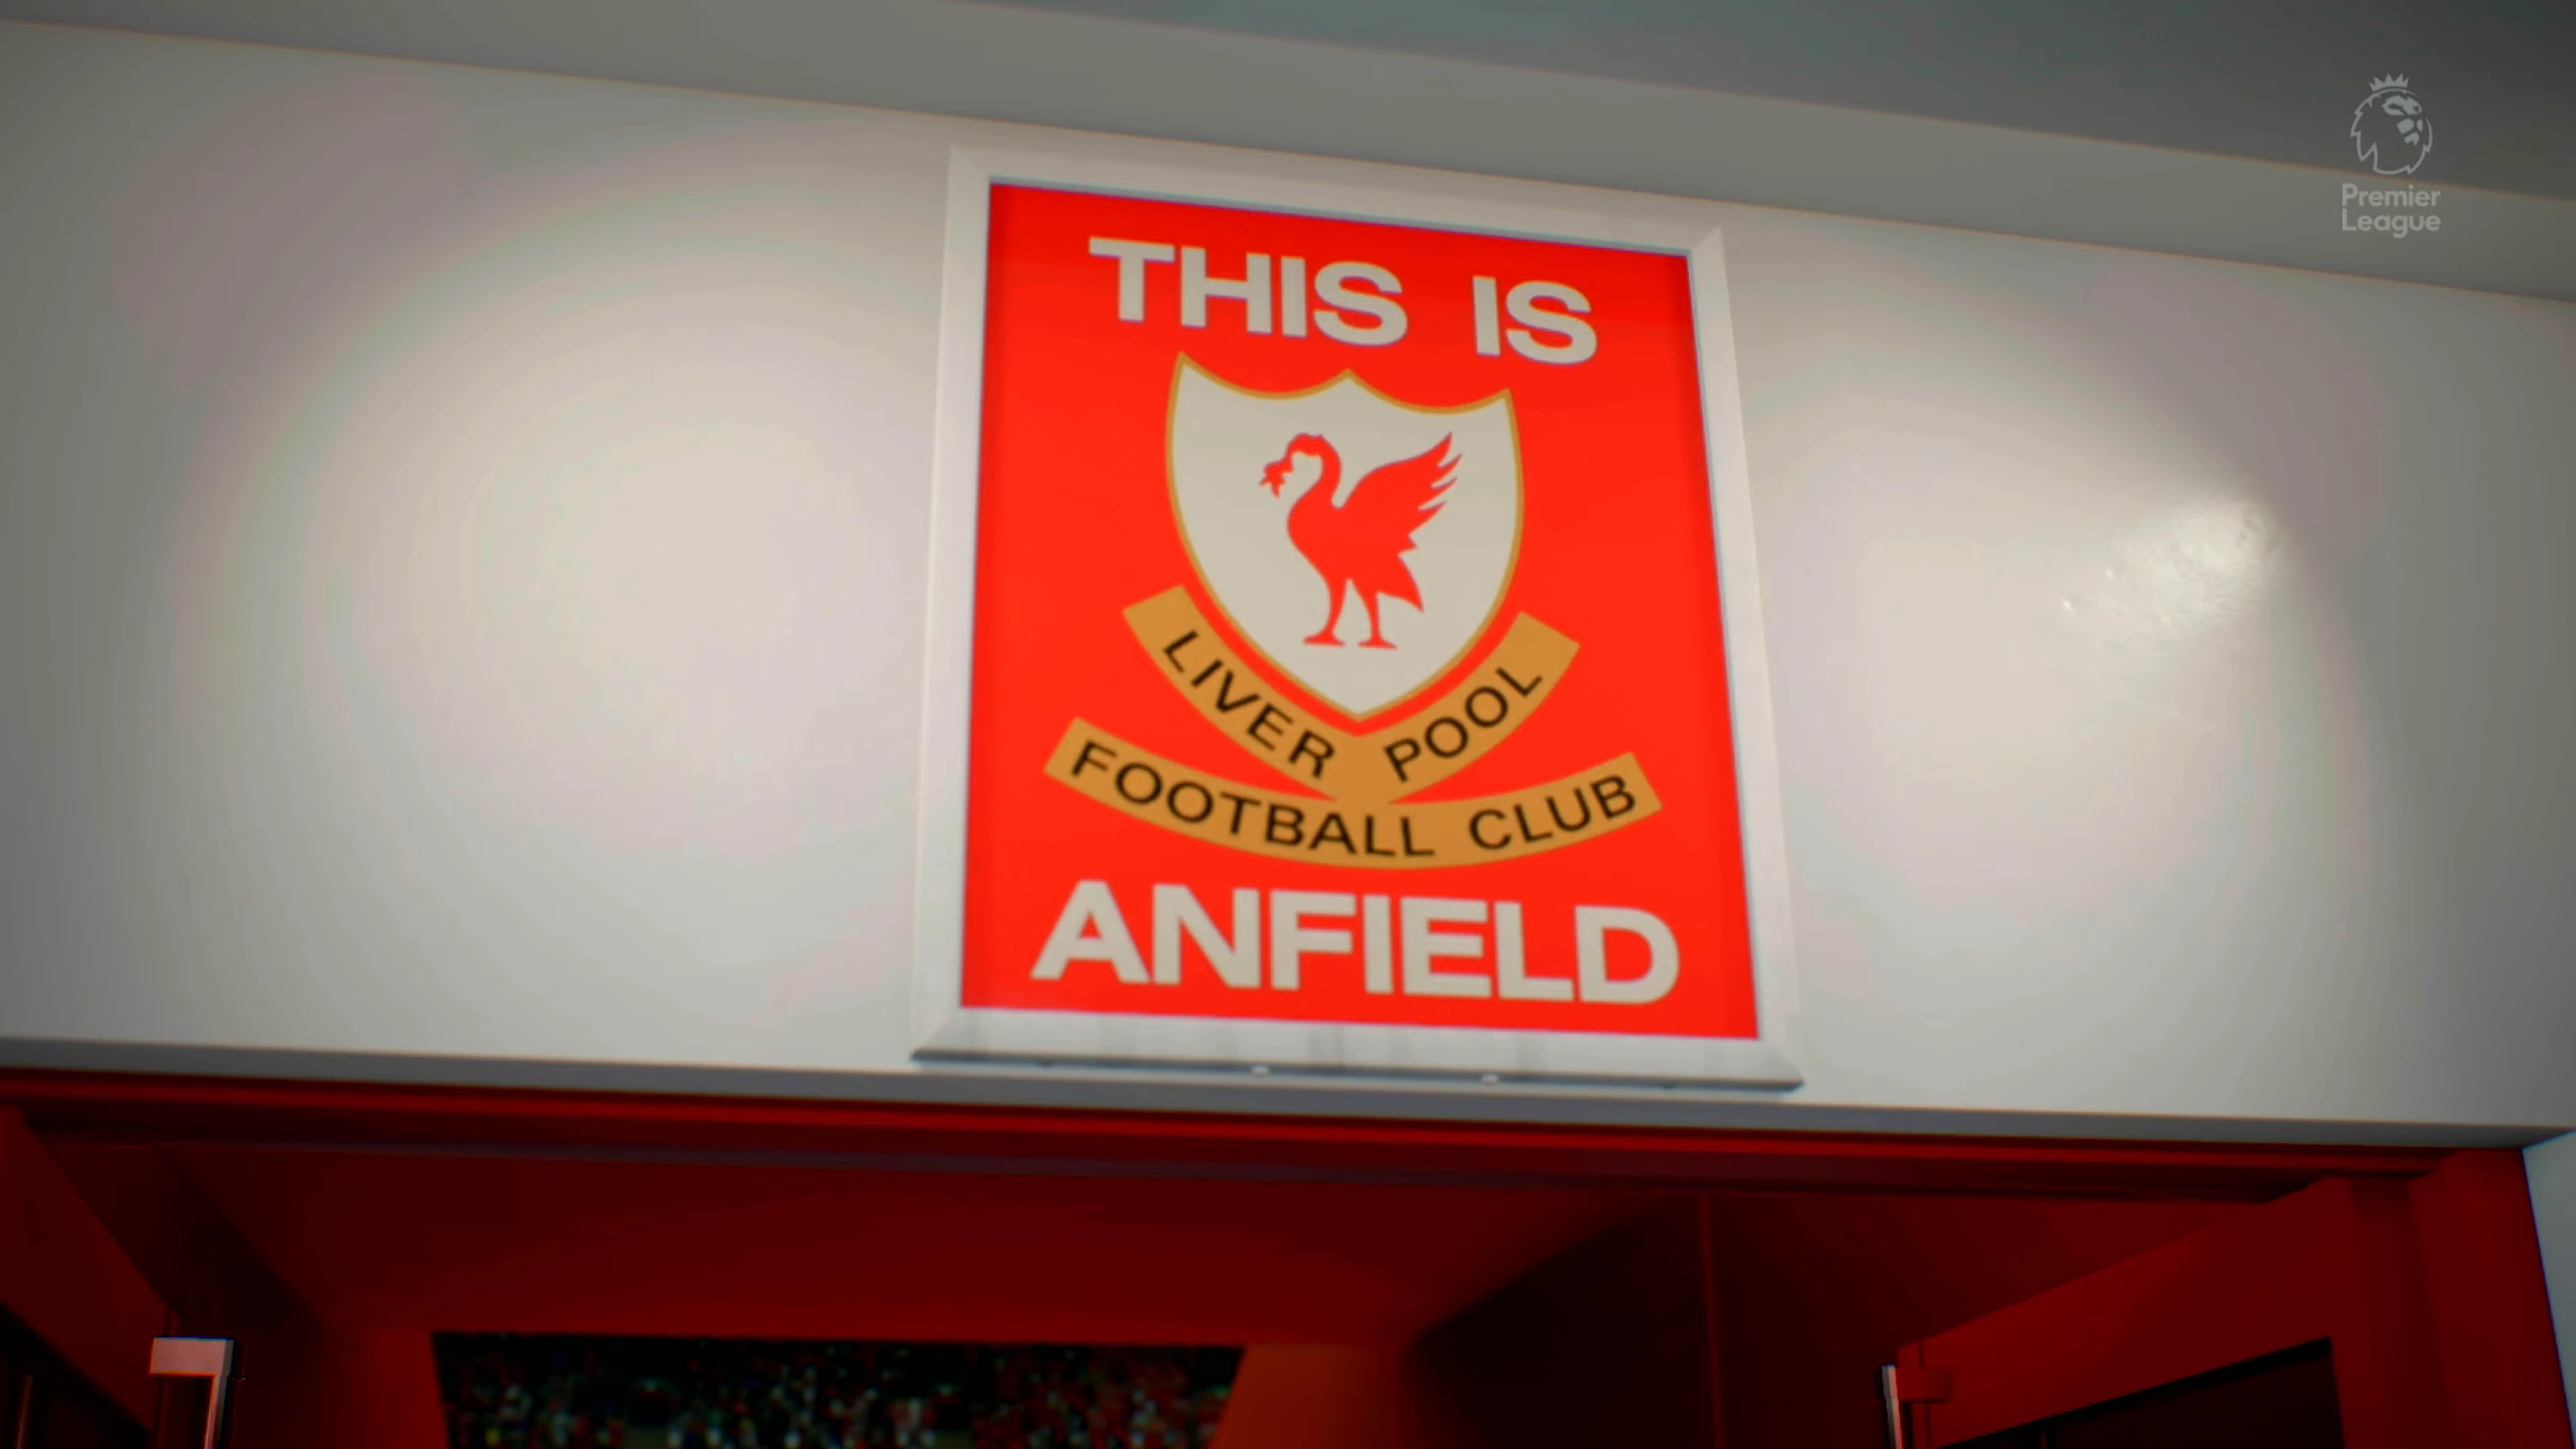 Premier
League
THIS IS
LIVER POOL
FOOTBALL CLUB
ANFIELD